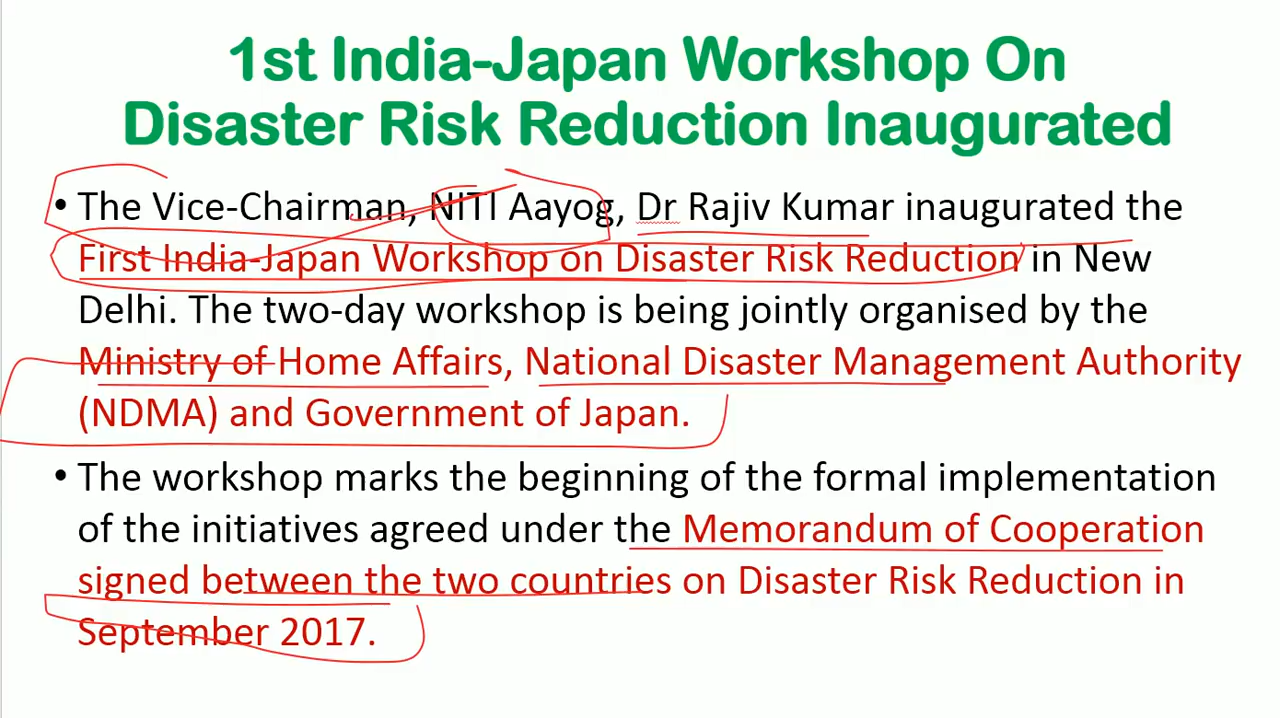 1st India-Japan Workshop On
Disaster Risk Reduction Inaugurated
• The Vice-Chairman, NITI Aayog, Dr Rajiv Kumar inaugurated the
First India-Japan Workshop on Disaster Risk Reduction in New
Delhi. The two-day workshop is being jointly organised by the
Ministry of Home Affairs, National Disaster Management Authority
(NDMA) and Government of Japan.
• The workshop marks the beginning of the formal implementation
of the initiatives agreed under the Memorandum of Cooperation
signed between the two countries on Disaster Risk Reduction in
September 2017.